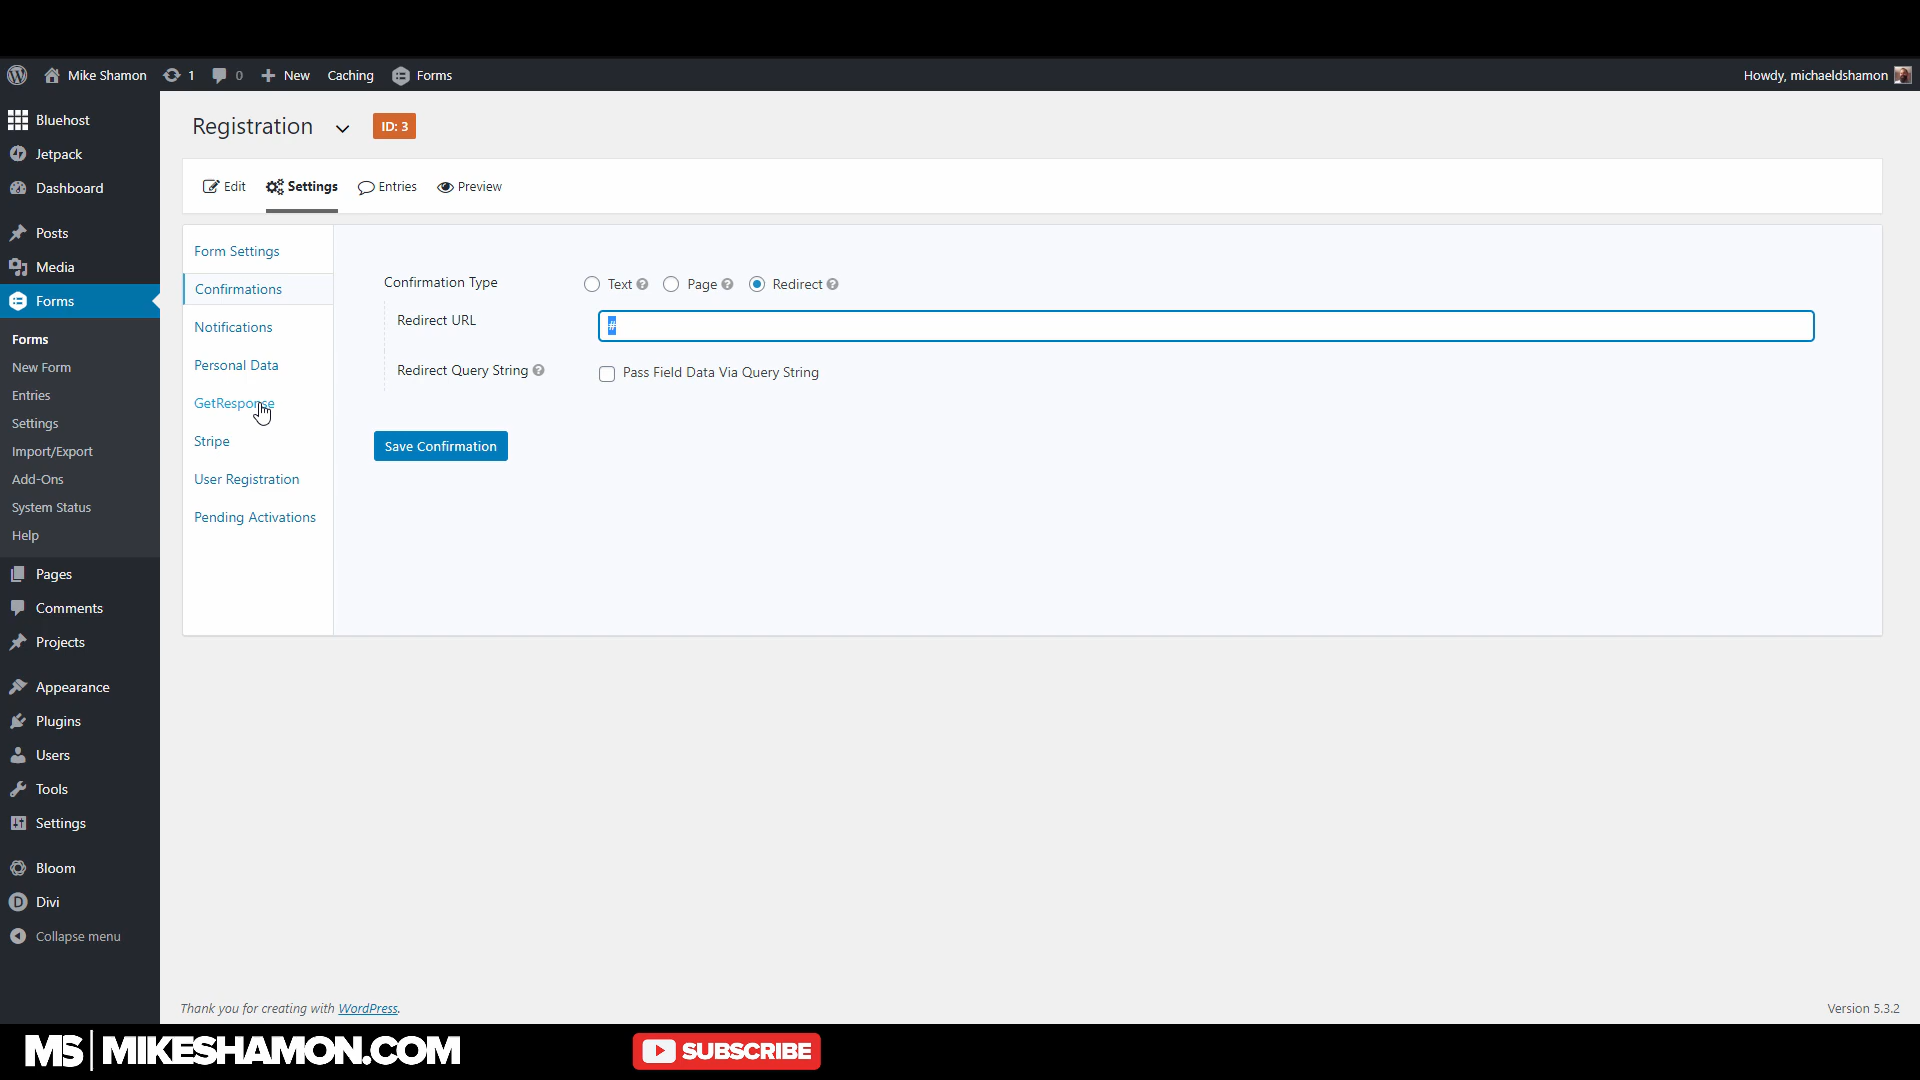 Mike Shamon 1 0 New Caching Forms Howdy, michaeldshamon
Bluehost
Jetpack
Dashboard
Posts
Media
Forms
Forms
New Form
Entries
Settings
Import/Export
Add-Ons
System Status
Help
Pages
Comments
Projects
Appearance
Plugins
Users
Tools
Settings
Bloom
Divi
Collapse menu
Registration ID: 3
Edit Settings Entries Preview
Form Settings
Confirmations
Notifications
Personal Data
GetResponse
Stripe
User Registration
Pending Activations
Confirmation Type Text Page Redirect
Redirect URL #
Redirect Query String Pass Field Data Via Query String
Save Confirmation
Thank you for creating with WordPress. Version 5.3.2
MS MIKESHAMON.COM SUBSCRIBE